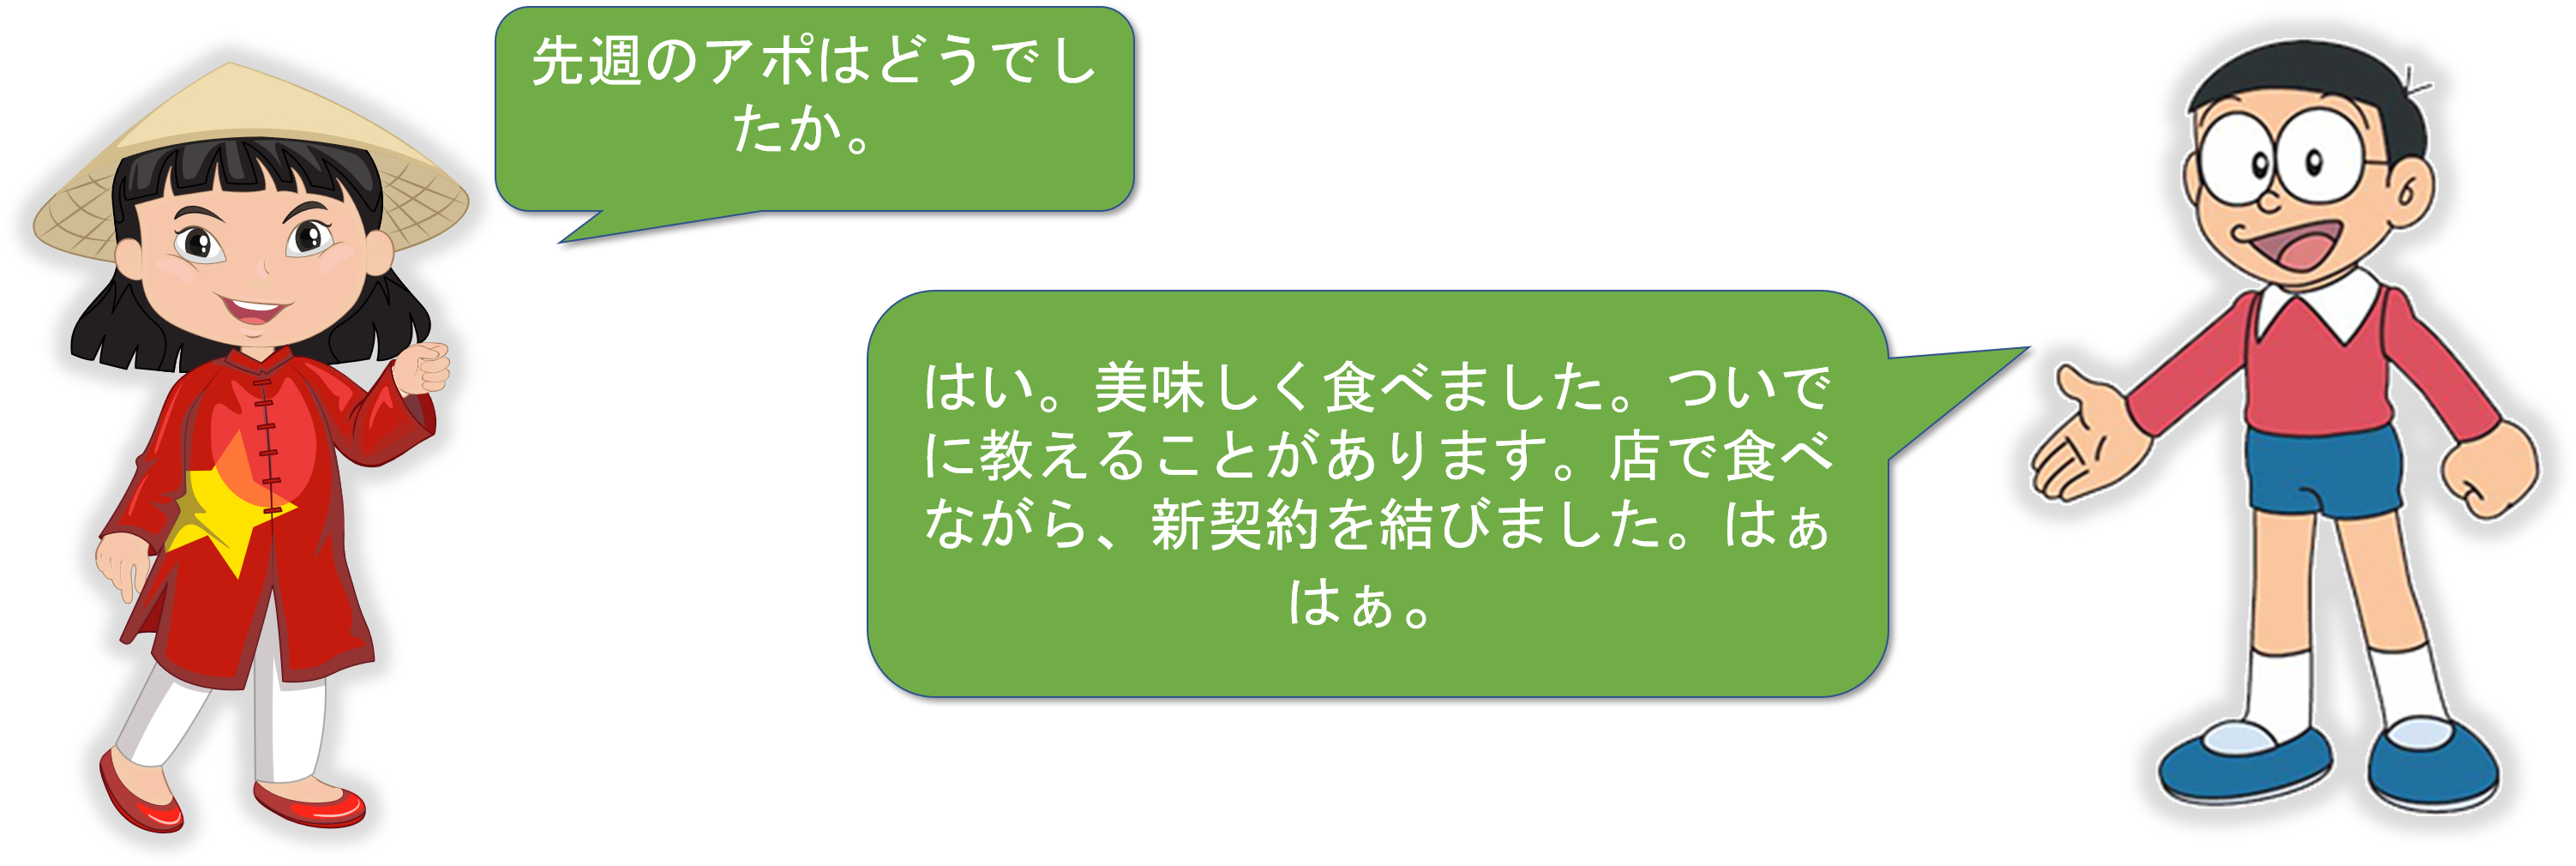 先週のアポはどうでし
たか。
はい。美味しく食べました。ついで
に教えることがあります。店で食べ
ながら、新契約を結びました。はぁ
はぁ。